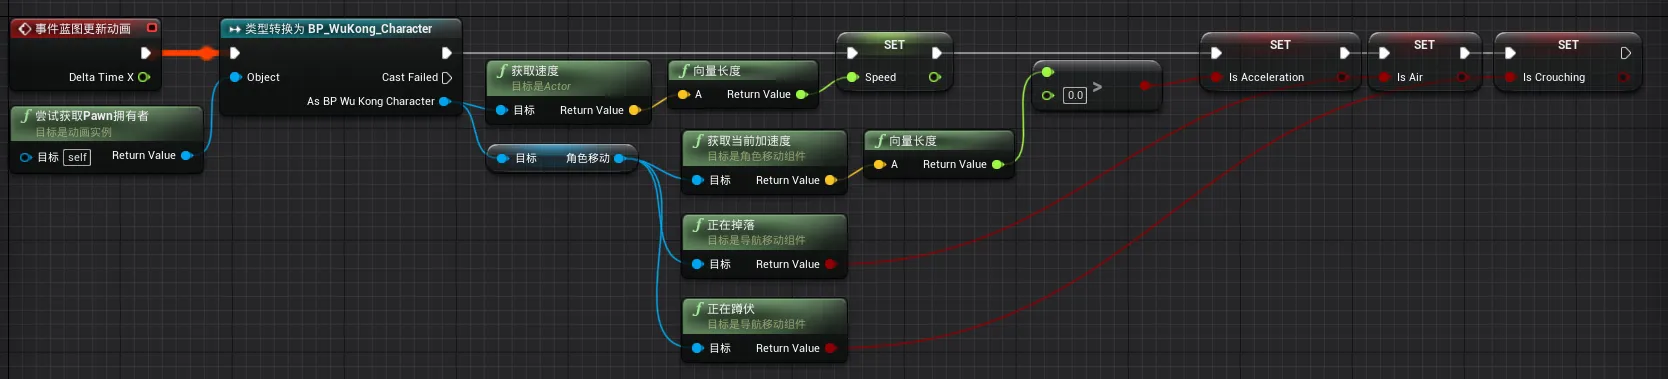 事件蓝图更新动画
Delta Time X
尝试获取Pawn拥有者
目标是动画实例
目标 self Return Value
类型转换为 BP_WuKong_Character
Object Cast Failed
As BP Wu Kong Character
获取速度
目标是Actor
目标 Return Value
向量长度
A Return Value
SET
Speed
目标 角色移动
获取当前加速度
目标是角色移动组件
目标 Return Value
向量长度
A Return Value
正在掉落
目标是导航移动组件
目标 Return Value
正在蹲伏
目标是导航移动组件
目标 Return Value
0.0 >
SET
Is Acceleration
SET
Is Air
SET
Is Crouching